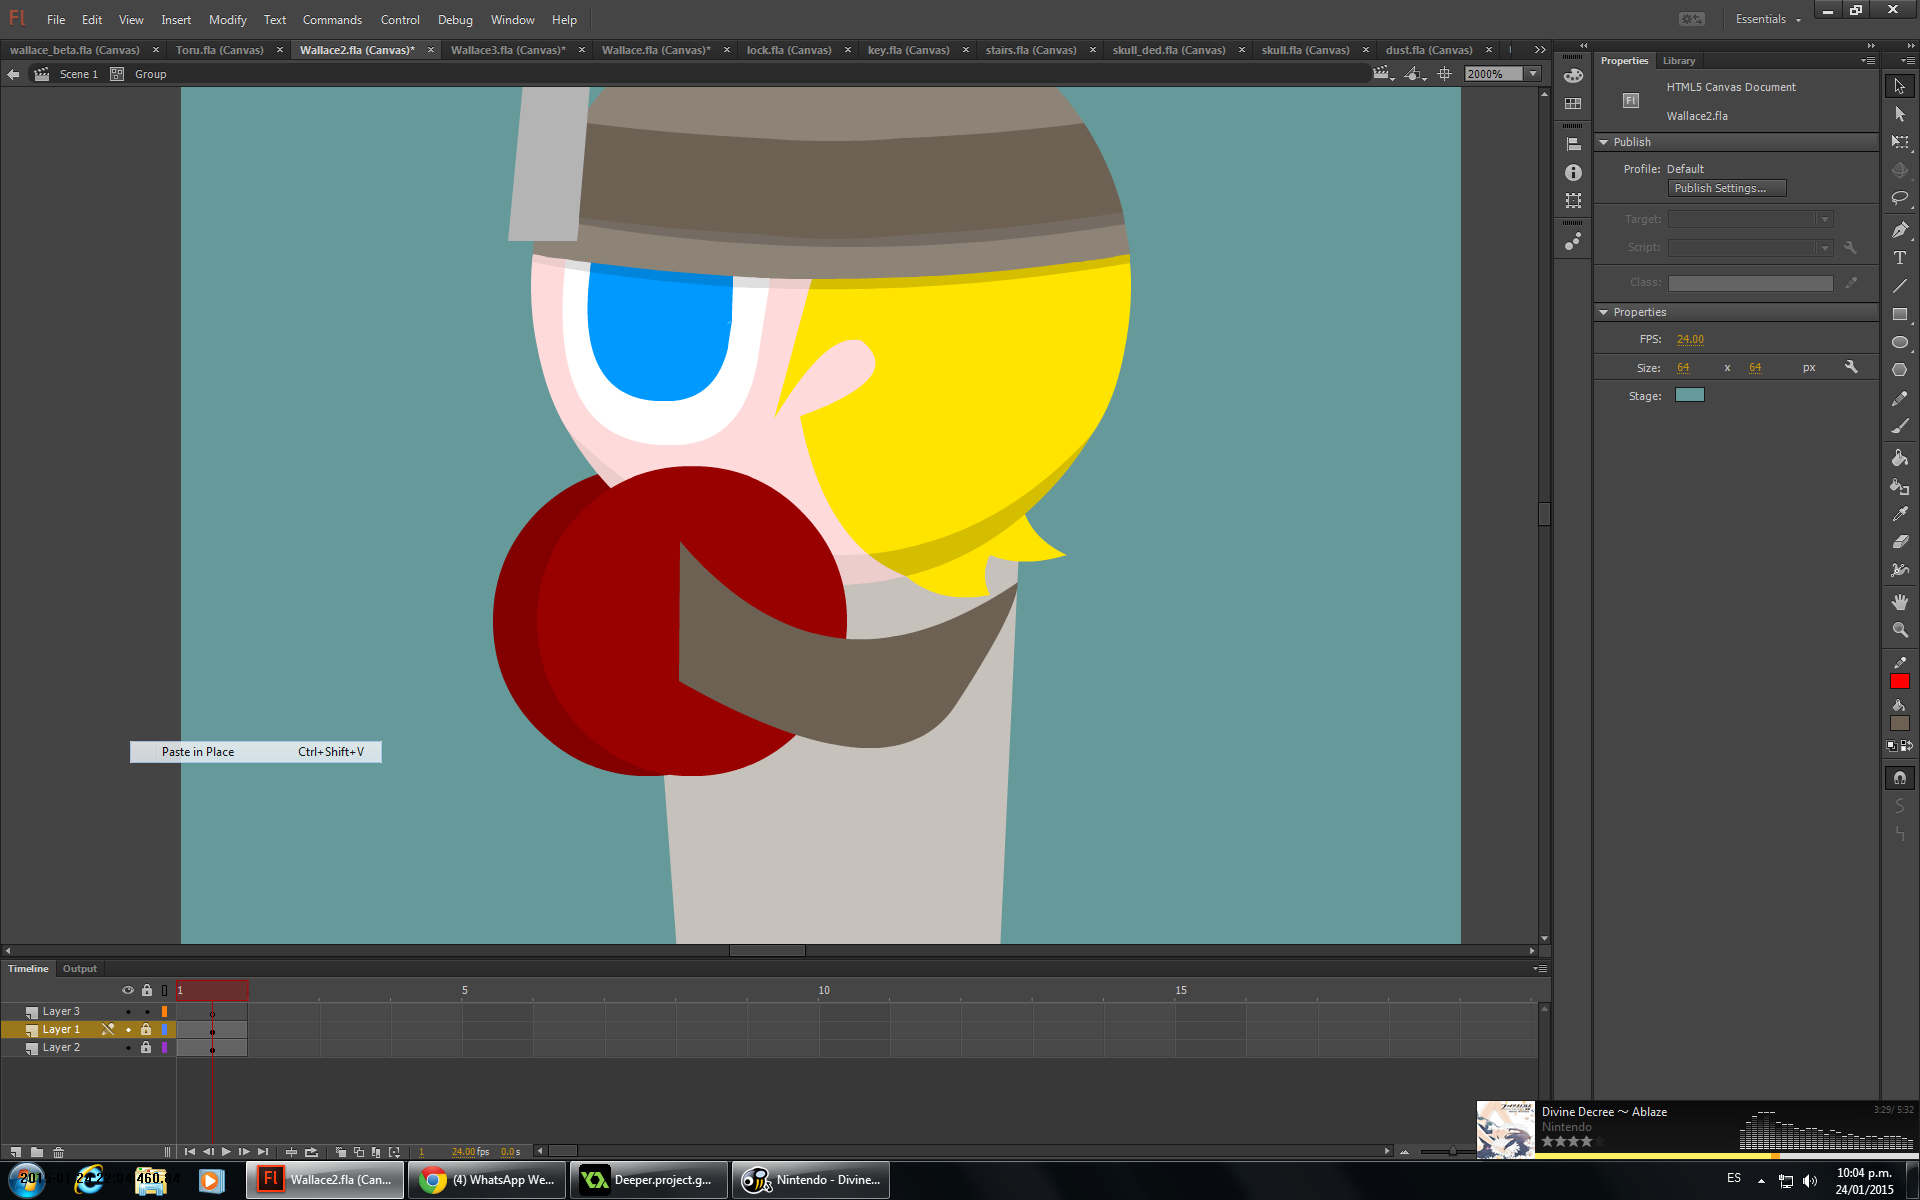 Fl File Edit View Insert Modify Text Commands Control Debug Window Help Essentials
wallace_beta.fla (Canvas) Toru.fla (Canvas) Wallace2.fla (Canvas)* Wallace3.fla (Canvas)* Wallace.fla (Canvas)* lock.fla (Canvas) key.fla (Canvas) stairs.fla (Canvas) skull_ded.fla (Canvas) skull.fla (Canvas) dust.fla (Canvas)
Scene 1 Group 2000%
Properties Library
HTML5 Canvas Document
Fl
Wallace2.fla
Publish
Profile: Default
Publish Settings...
Target:
Script:
Class:
Properties
FPS: 24.00
Size: 64 x 64 px
Stage:
T
Paste in Place Ctrl+Shift+V
Timeline Output
1 5 10 15
Layer 3
Layer 1
Layer 2
1 24.00 fps 0.0 s
Divine Decree ～ Ablaze 3:29/ 5:32
Nintendo
Fl Wallace2.fla (Can... (4) WhatsApp We... Deeper.project.g... Nintendo - Divine...
ES
10:04 p.m.
24/01/2015